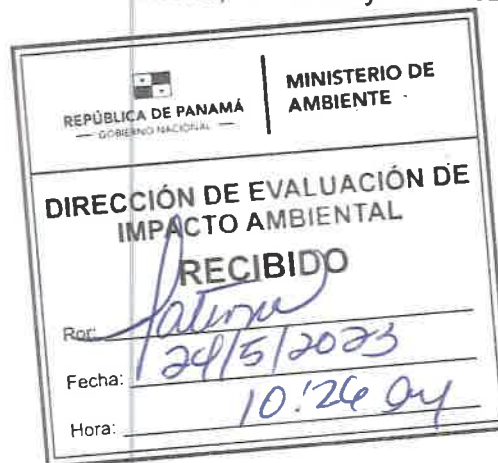 REPÚBLICA DE PANAMÁ
— GOBIERNO NACIONAL —
MINISTERIO DE
AMBIENTE
DIRECCIÓN DE EVALUACIÓN DE
IMPACTO AMBIENTAL
RECIBIDO
Por:
Fecha: 24/5/2023
Hora: 10:26